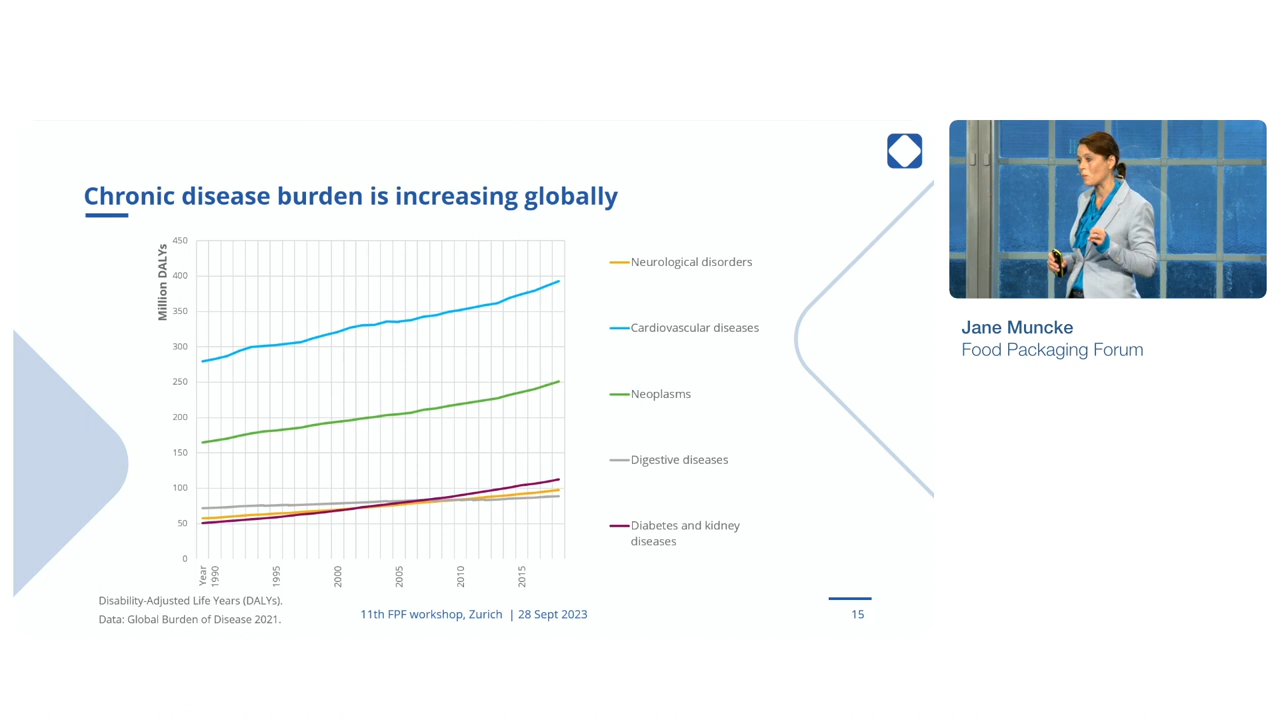 Chronic disease burden is increasing globally
Million DALYs
450
400
350
300
250
200
150
100
50
0
Year
1990
1995
2000
2005
2010
2015
Neurological disorders
Cardiovascular diseases
Neoplasms
Digestive diseases
Diabetes and kidney
diseases
Disability-Adjusted Life Years (DALYs).
Data: Global Burden of Disease 2021.
11th FPF workshop, Zurich | 28 Sept 2023
15
Jane Muncke
Food Packaging Forum